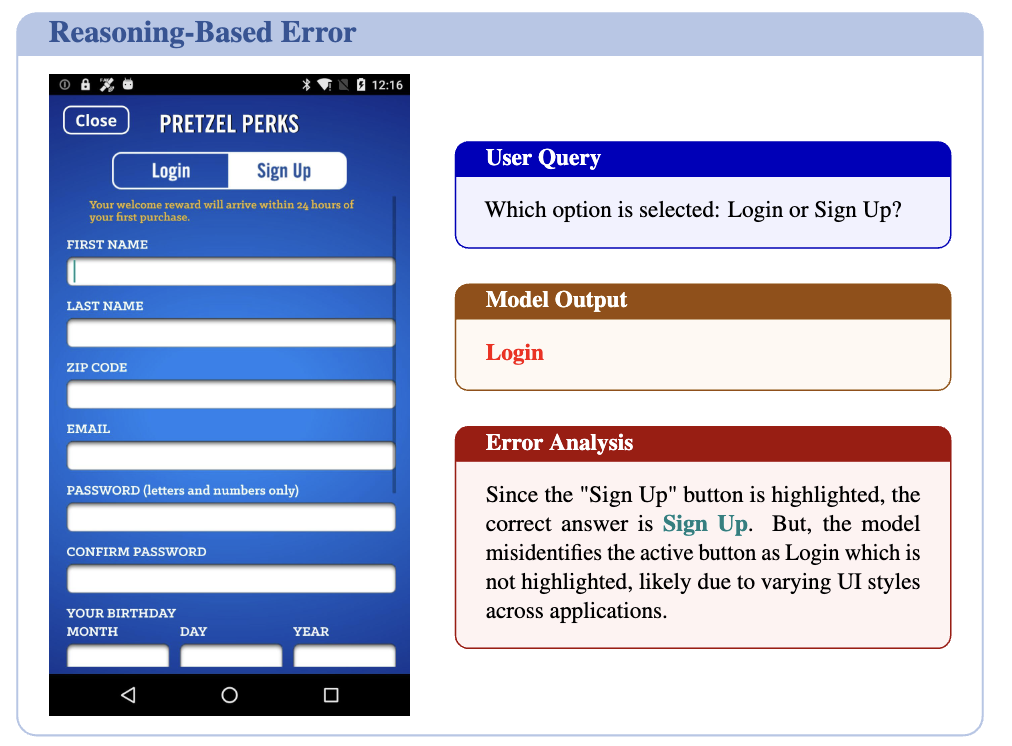 Reasoning-Based Error
12:16
Close
PRETZEL PERKS
Login
Sign Up
Your welcome reward will arrive within 24 hours of
your first purchase.
FIRST NAME
LAST NAME
ZIP CODE
EMAIL
PASSWORD (letters and numbers only)
CONFIRM PASSWORD
YOUR BIRTHDAY
MONTH DAY YEAR
User Query
Which option is selected: Login or Sign Up?
Model Output
Login
Error Analysis
Since the "Sign Up" button is highlighted, the
correct answer is Sign Up. But, the model
misidentifies the active button as Login which is
not highlighted, likely due to varying UI styles
across applications.